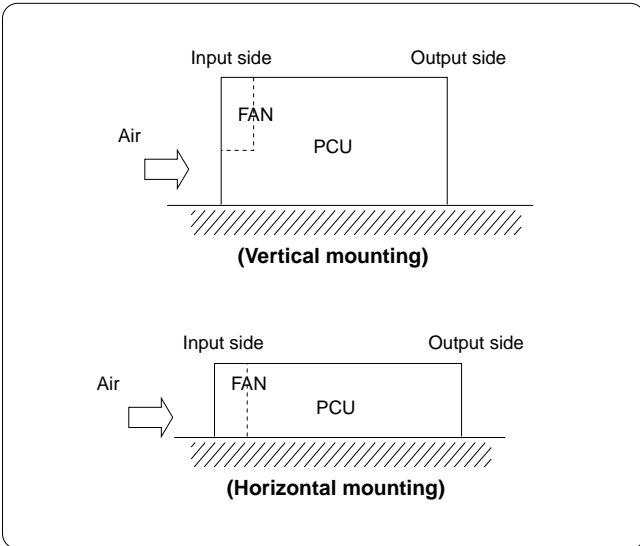 Input side
Output side
FAN
Air
PCU
(Vertical mounting)
Input side
Output side
Air
FAN
PCU
(Horizontal mounting)